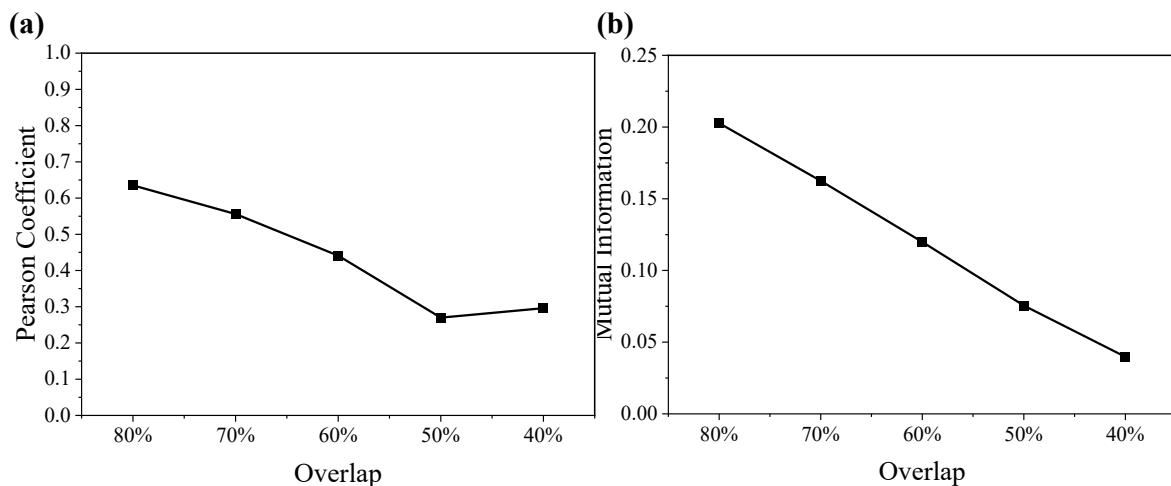 (a)
1.0
0.9
0.8
0.7
0.6
0.5
0.4
0.3
0.2
0.1
0.0
Pearson Coefficient
80% 70% 60% 50% 40%
Overlap
(b)
0.25
0.20
0.15
0.10
0.05
0.00
Mutual Information
80% 70% 60% 50% 40%
Overlap